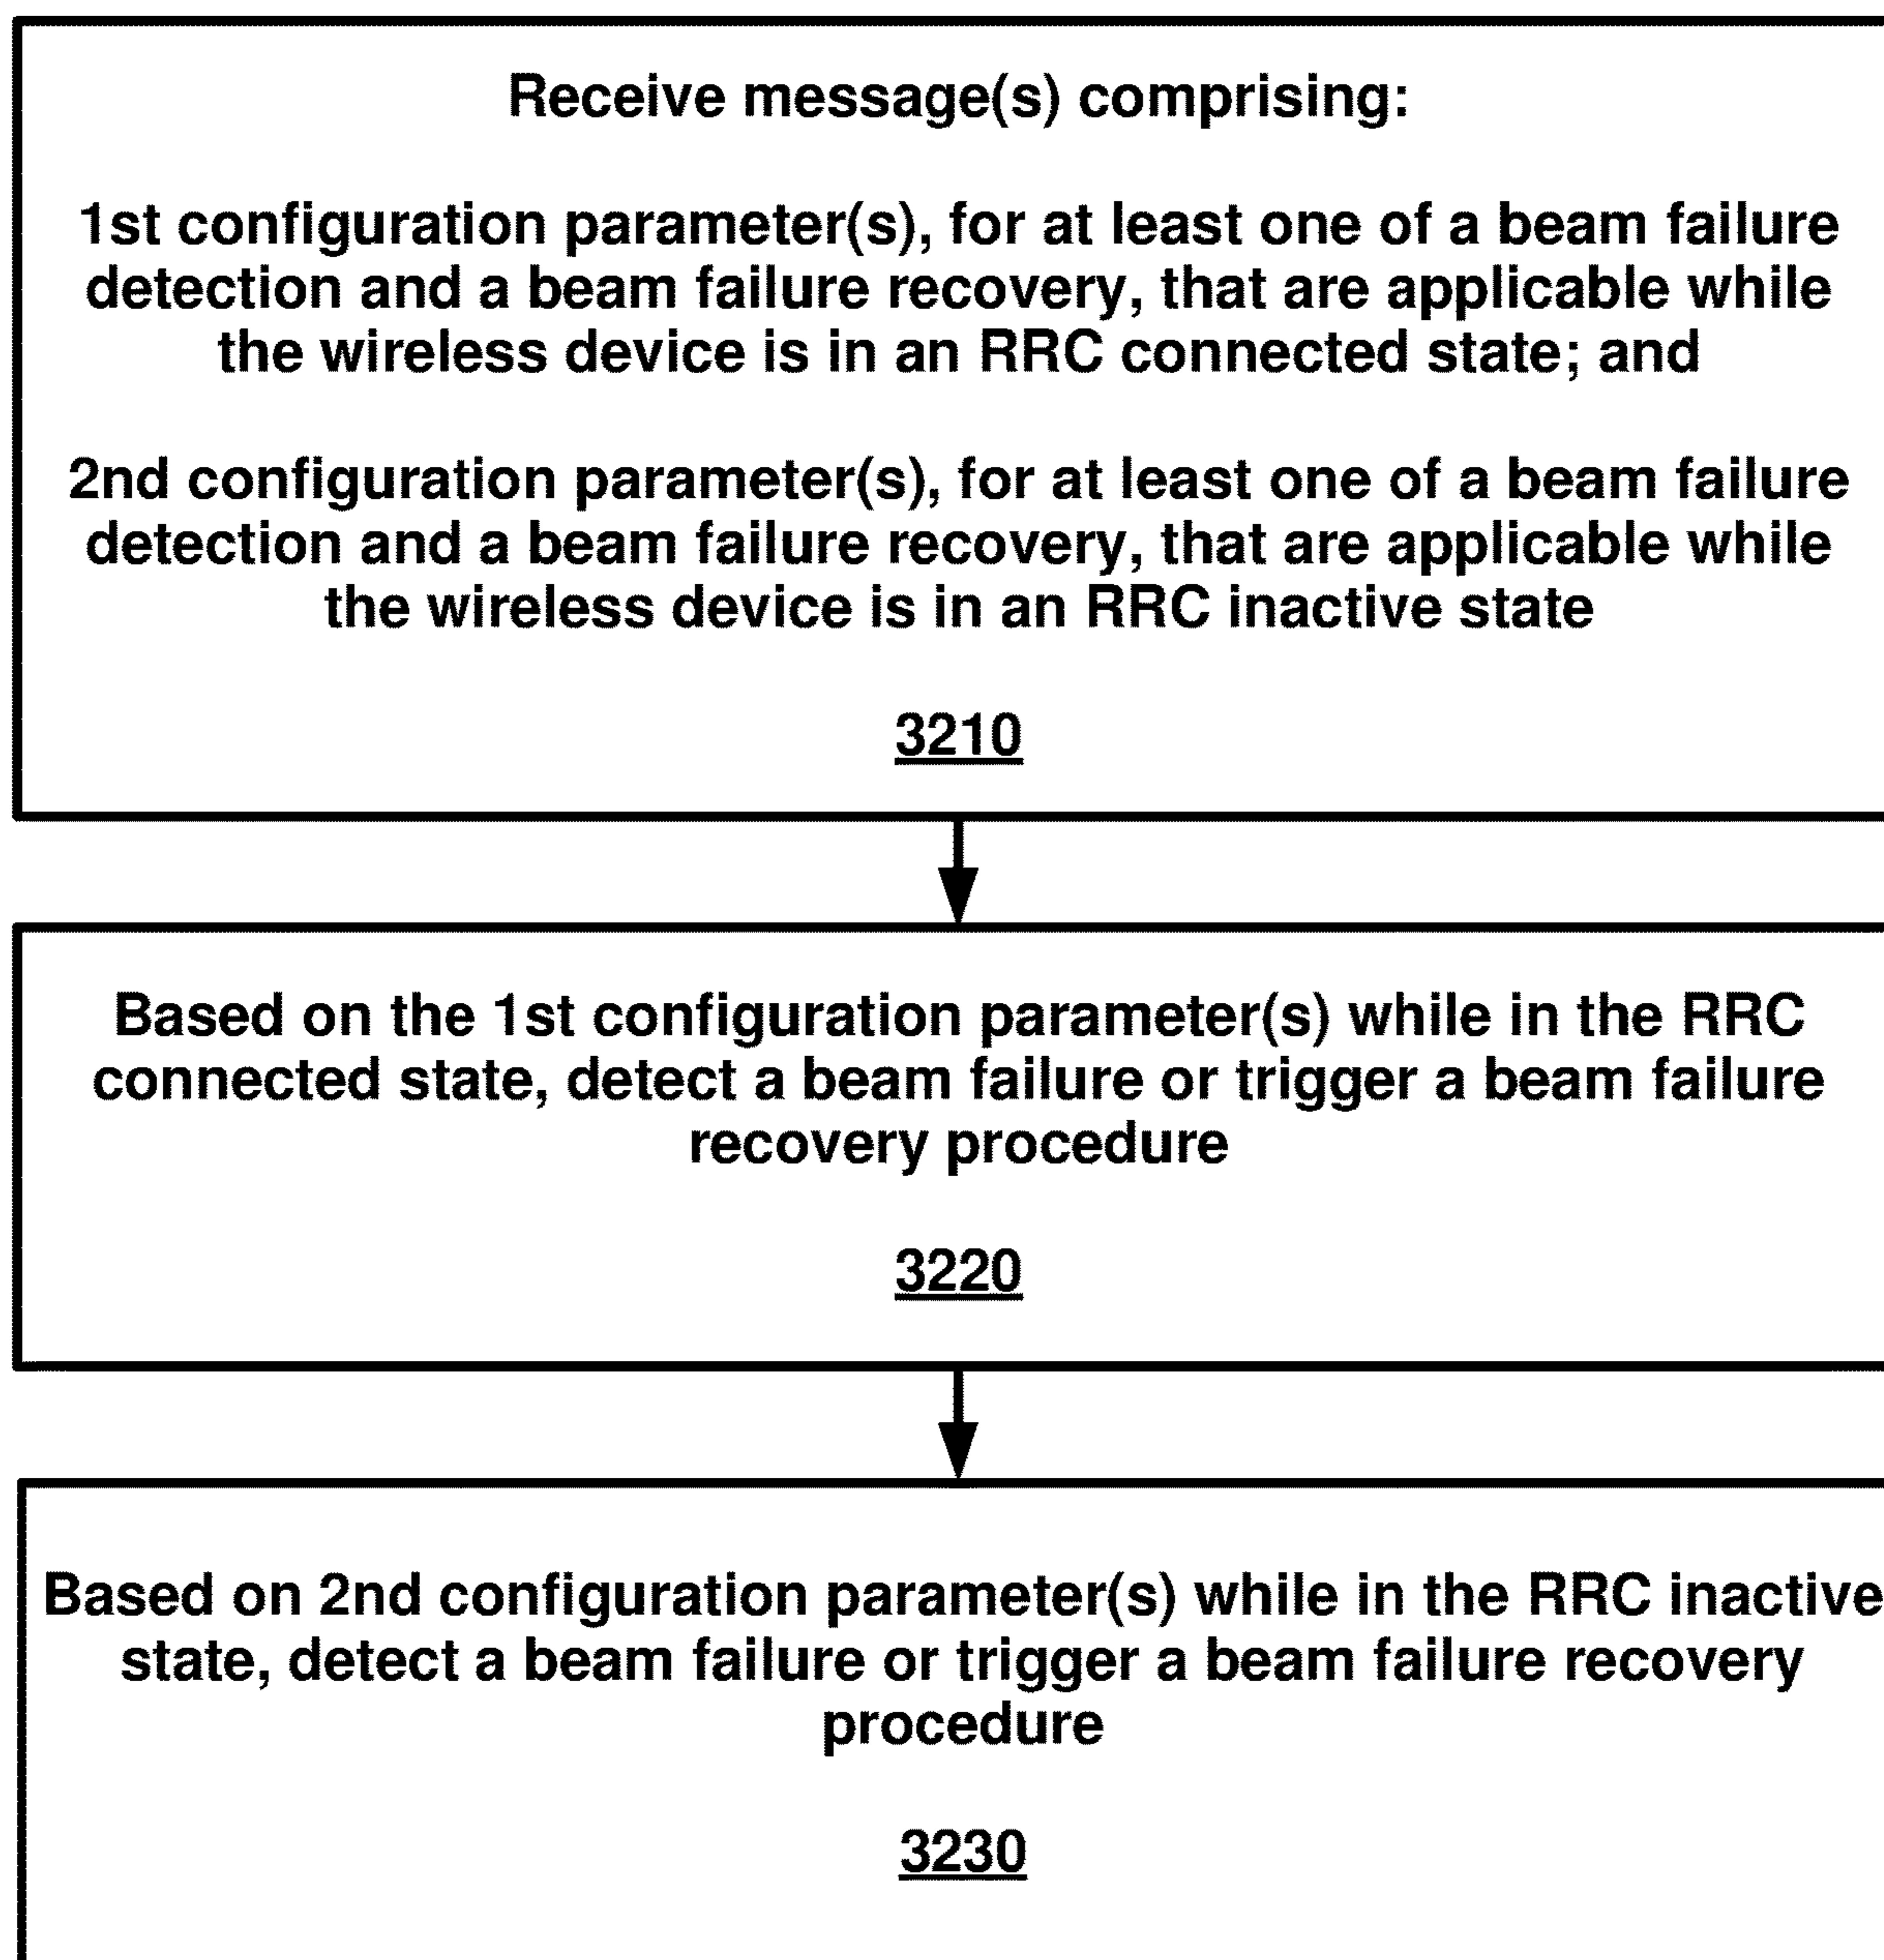 Receive message(s) comprising:
1st configuration parameter(s), for at least one of a beam failure
detection and a beam failure recovery, that are applicable while
the wireless device is in an RRC connected state; and
2nd configuration parameter(s), for at least one of a beam failure
detection and a beam failure recovery, that are applicable while
the wireless device is in an RRC inactive state
3210
Based on the 1st configuration parameter(s) while in the RRC
connected state, detect a beam failure or trigger a beam failure
recovery procedure
3220
Based on 2nd configuration parameter(s) while in the RRC inactive
state, detect a beam failure or trigger a beam failure recovery
procedure
3230